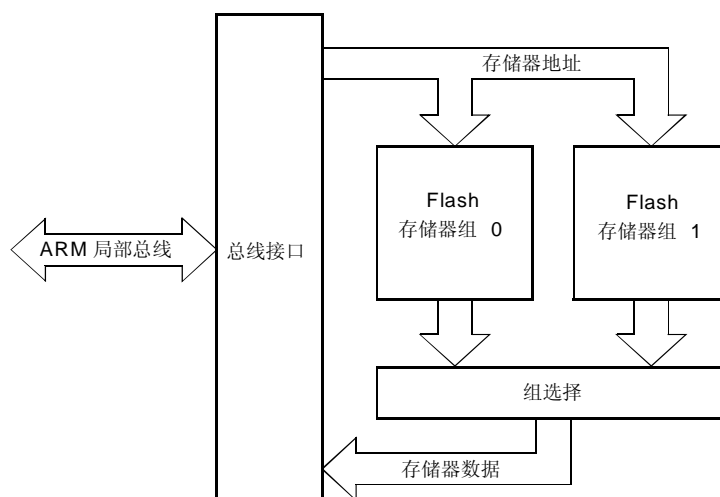 存储器地址
Flash
存储器组 0
Flash
存储器组 1
ARM 局部总线
总线接口
组选择
存储器数据